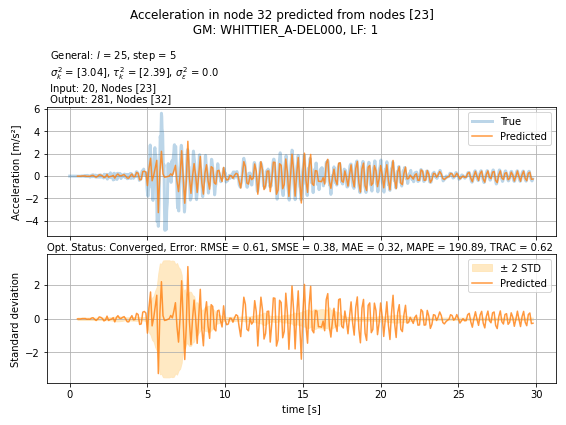 Acceleration in node 32 predicted from nodes [23]
GM: WHITTIER_A-DEL000, LF: 1
General: l = 25, step = 5
σ²ₖ = [3.04], τ²ₖ = [2.39], σ²ₑ = 0.0
Input: 20, Nodes [23]
Output: 281, Nodes [32]
6
4
2
0
−2
−4
Acceleration [m/s²]
True
Predicted
Opt. Status: Converged, Error: RMSE = 0.61, SMSE = 0.38, MAE = 0.32, MAPE = 190.89, TRAC = 0.62
2
0
−2
Standard deviation
± 2 STD
Predicted
0 5 10 15 20 25 30
time [s]